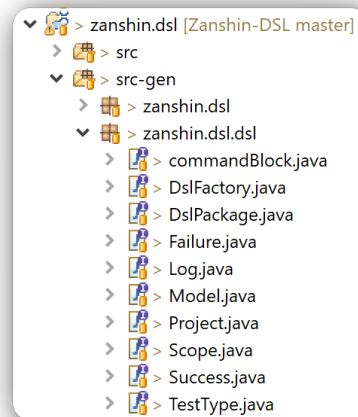 > zanshin.dsl [Zanshin-DSL master]
> src
> src-gen
> zanshin.dsl
> zanshin.dsl.dsl
> commandBlock.java
> DslFactory.java
> DslPackage.java
> Failure.java
> Log.java
> Model.java
> Project.java
> Scope.java
> Success.java
> TestType.java